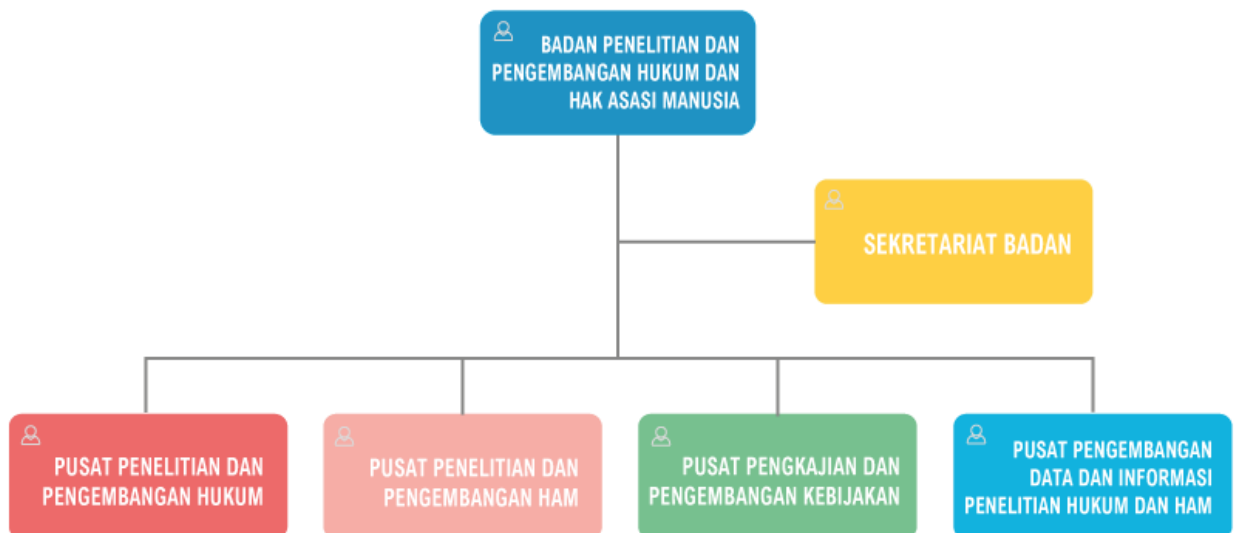 BADAN PENELITIAN DAN
PENGEMBANGAN HUKUM DAN
HAK ASASI MANUSIA
SEKRETARIAT BADAN
PUSAT PENELITIAN DAN
PENGEMBANGAN HUKUM
PUSAT PENELITIAN DAN
PENGEMBANGAN HAM
PUSAT PENGKAJIAN DAN
PENGEMBANGAN KEBIJAKAN
PUSAT PENGEMBANGAN
DATA DAN INFORMASI
PENELITIAN HUKUM DAN HAM